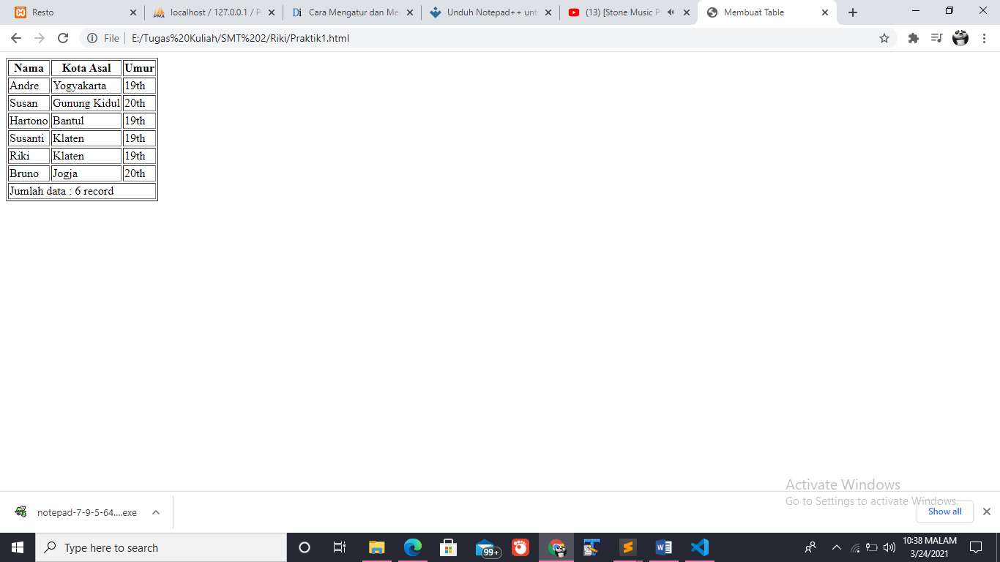 Resto
localhost / 127.0.0.1 /
Cara Mengatur dan
Unduh Notepad++
(13) [Stone Music
Membuat Table
File E:/Tugas%20Kuliah/SMT%202/Riki/Praktik1.html
Nama Kota Asal Umur
Andre Yogyakarta 19th
Susan Gunung Kidul 20th
Hartono Bantul 19th
Susanti Klaten 19th
Riki Klaten 19th
Bruno Jogja 20th
Jumlah data : 6 record
Activate Windows
Go to Settings to activate Windows.
notepad-7-9-5-64....exe
Show all
Type here to search
99+
10:38 MALAM
3/24/2021